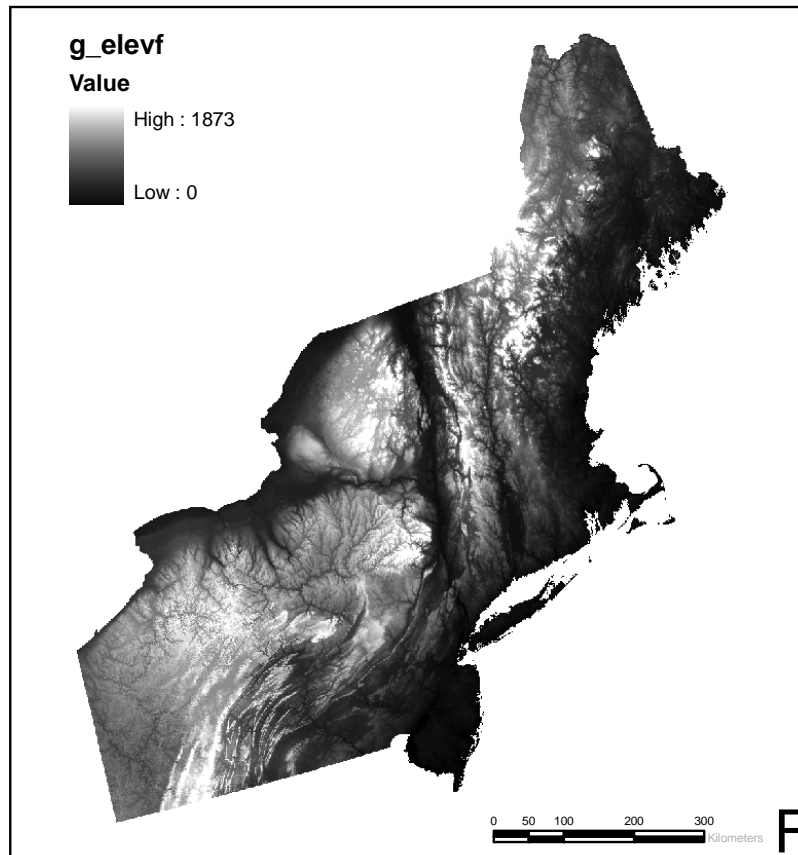 g_elevf
Value
High : 1873
Low : 0
0 50 100 200 300
Kilometers
F